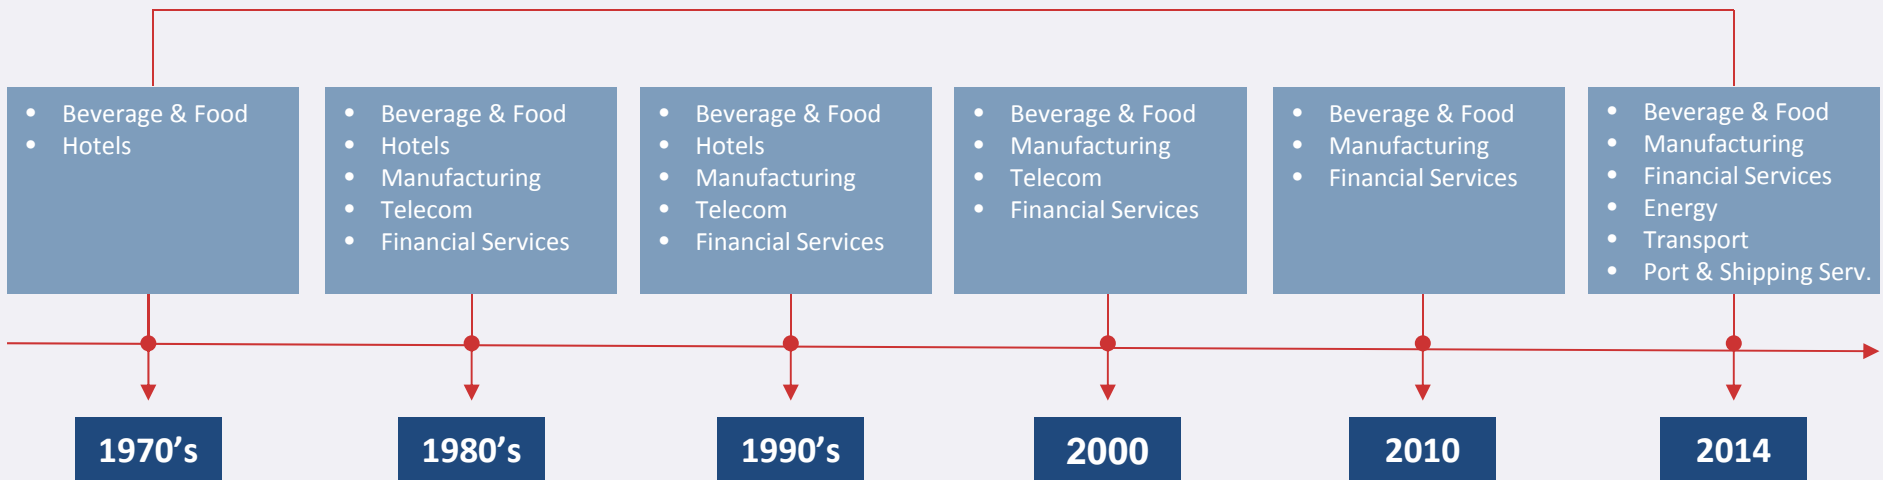 • Beverage & Food
• Hotels
• Beverage & Food
• Hotels
• Manufacturing
• Telecom
• Financial Services
• Beverage & Food
• Hotels
• Manufacturing
• Telecom
• Financial Services
• Beverage & Food
• Manufacturing
• Telecom
• Financial Services
• Beverage & Food
• Manufacturing
• Financial Services
• Beverage & Food
• Manufacturing
• Financial Services
• Energy
• Transport
• Port & Shipping Serv.
1970’s
1980’s
1990’s
2000
2010
2014